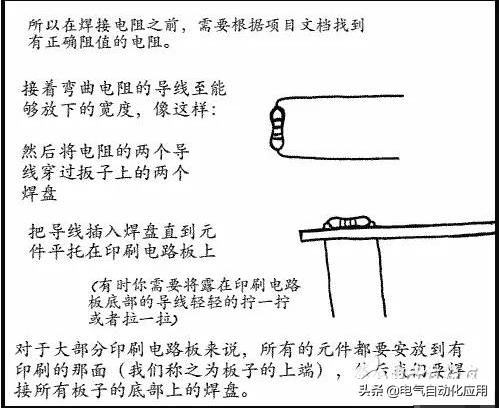 所以在焊接电阻之前，需要根据项目文档找到
有正确阻值的电阻。
接着弯曲电阻的导线至能
够放下的宽度，像这样：
然后将电阻的两个导
线穿过板子上的两个
焊盘
把导线插入焊盘直到元
件平托在印刷电路板上
（有时你需要将露在印刷电路
板底部的导线轻轻的拧一拧
或者拉一拉）
对于大部分印刷电路板来说，所有的元件都要安放到有
印刷的那面（我们称之为板子的上端），然后我们要焊
接所有板子的底部上的焊盘。
头条@电气自动化应用